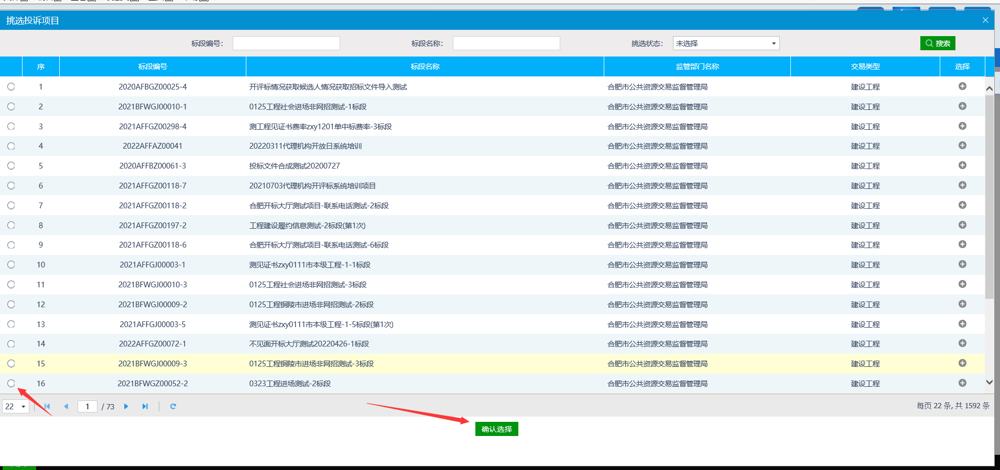 挑选投诉项目
标段编号: 标段名称: 挑选状态: 未选择 搜索
序 标段编号 标段名称 监管部门名称 交易类型 选择
1 2020AFBGZ00025-4 开评标情况获取候选人情况获取招标文件导入测试 合肥市公共资源交易监督管理局 建设工程
2 2021BFWGJ00010-1 0125工程社会进场非网招测试-1标段 合肥市公共资源交易监督管理局 建设工程
3 2021AFFGZ00298-4 测工程见证书费率zxy1201单中标费率-3标段 合肥市公共资源交易监督管理局 建设工程
4 2022AFFAZ00041 20220311代理机构开放日系统培训 合肥市公共资源交易监督管理局 建设工程
5 2020AFFBZ00061-3 投标文件合成测试20200727 合肥市公共资源交易监督管理局 建设工程
6 2021AFFGZ00118-7 20210703代理机构开评标系统培训项目 合肥市公共资源交易监督管理局 建设工程
7 2021AFFGZ00118-2 合肥开标大厅测试项目-联系电话测试-2标段 合肥市公共资源交易监督管理局 建设工程
8 2021AFFGZ00197-2 工程建设履约信息测试-2标段(第1次) 合肥市公共资源交易监督管理局 建设工程
9 2021AFFGZ00118-6 合肥开标大厅测试项目-联系电话测试-6标段 合肥市公共资源交易监督管理局 建设工程
10 2021AFFGJ00003-1 测见证书zxy0111市本级工程-1-1标段 合肥市公共资源交易监督管理局 建设工程
11 2021BFWGJ00010-3 0125工程社会进场非网招测试-3标段 合肥市公共资源交易监督管理局 建设工程
12 2021BFWGJ00009-2 0125工程铜陵市进场非网招测试-2标段 合肥市公共资源交易监督管理局 建设工程
13 2021AFFGJ00003-5 测见证书zxy0111市本级工程-1-5标段(第1次) 合肥市公共资源交易监督管理局 建设工程
14 2022AFFGZ00072-1 不见面开标大厅测试20220426-1标段 合肥市公共资源交易监督管理局 建设工程
15 2021BFWGJ00009-3 0125工程铜陵市进场非网招测试-3标段 合肥市公共资源交易监督管理局 建设工程
16 2021BFWGZ00052-2 0323工程进场测试-2标段 合肥市公共资源交易监督管理局 建设工程
22 1 / 73 每页 22 条, 共 1592 条
确认选择